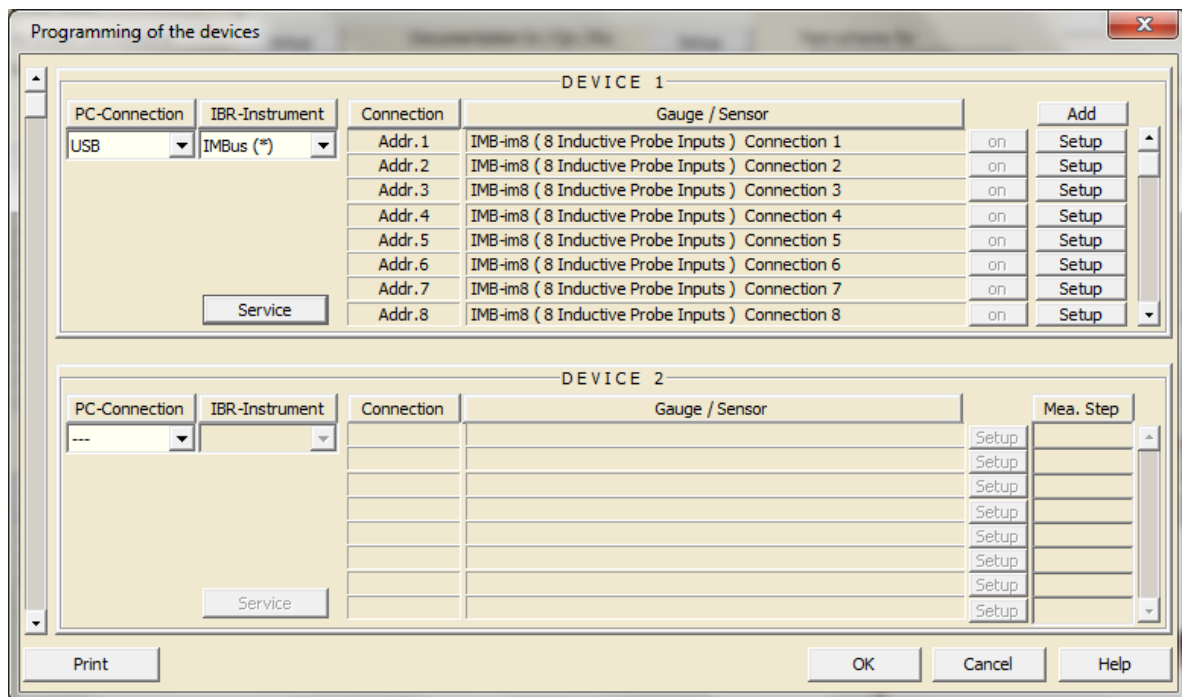 Programming of the devices
DEVICE 1
PC-Connection IBR-Instrument Connection Gauge / Sensor Add
USB IMBus (*) Addr.1 IMB-im8 ( 8 Inductive Probe Inputs ) Connection 1 on Setup
Addr.2 IMB-im8 ( 8 Inductive Probe Inputs ) Connection 2 on Setup
Addr.3 IMB-im8 ( 8 Inductive Probe Inputs ) Connection 3 on Setup
Addr.4 IMB-im8 ( 8 Inductive Probe Inputs ) Connection 4 on Setup
Addr.5 IMB-im8 ( 8 Inductive Probe Inputs ) Connection 5 on Setup
Addr.6 IMB-im8 ( 8 Inductive Probe Inputs ) Connection 6 on Setup
Addr.7 IMB-im8 ( 8 Inductive Probe Inputs ) Connection 7 on Setup
Service Addr.8 IMB-im8 ( 8 Inductive Probe Inputs ) Connection 8 on Setup
DEVICE 2
PC-Connection IBR-Instrument Connection Gauge / Sensor Mea. Step
--- Setup
Setup
Setup
Setup
Setup
Setup
Setup
Service Setup
Print OK Cancel Help